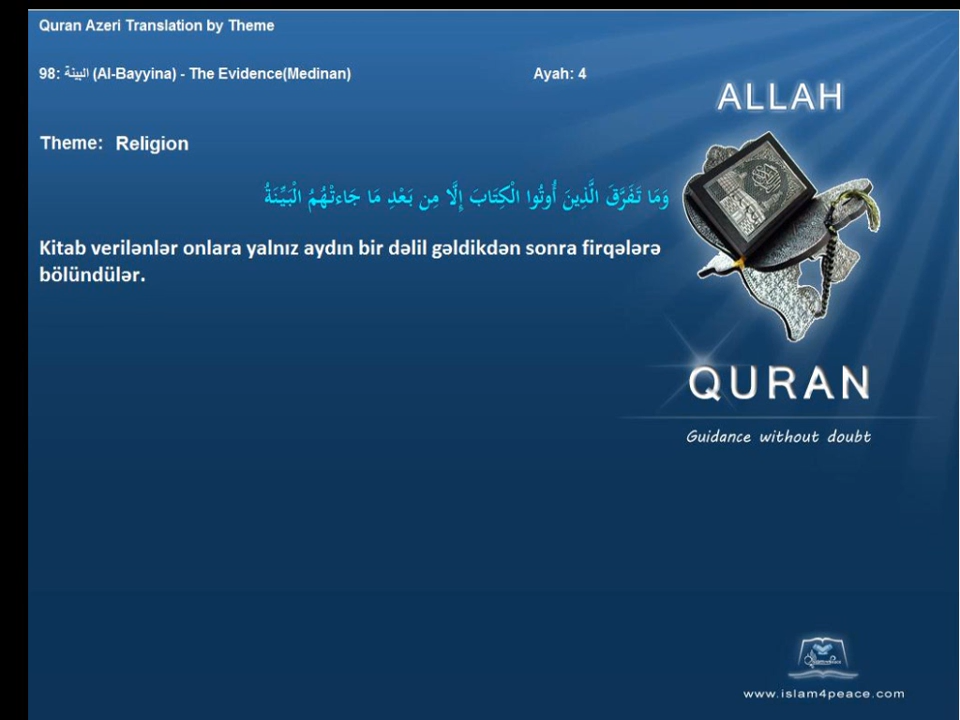 Quran Azeri Translation by Theme
98: البينة (Al-Bayyina) - The Evidence(Medinan) Ayah: 4
ALLAH
Theme: Religion
وَمَا تَفَرَّقَ الَّذِينَ أُوتُوا الْكِتَابَ إِلَّا مِن بَعْدِ مَا جَاءتْهُمُ الْبَيِّنَةُ
Kitab verilənlər onlara yalnız aydın bir dəlil gəldikdən sonra firqələrə
bölündülər.
QURAN
Guidance without doubt
www.islam4peace.com